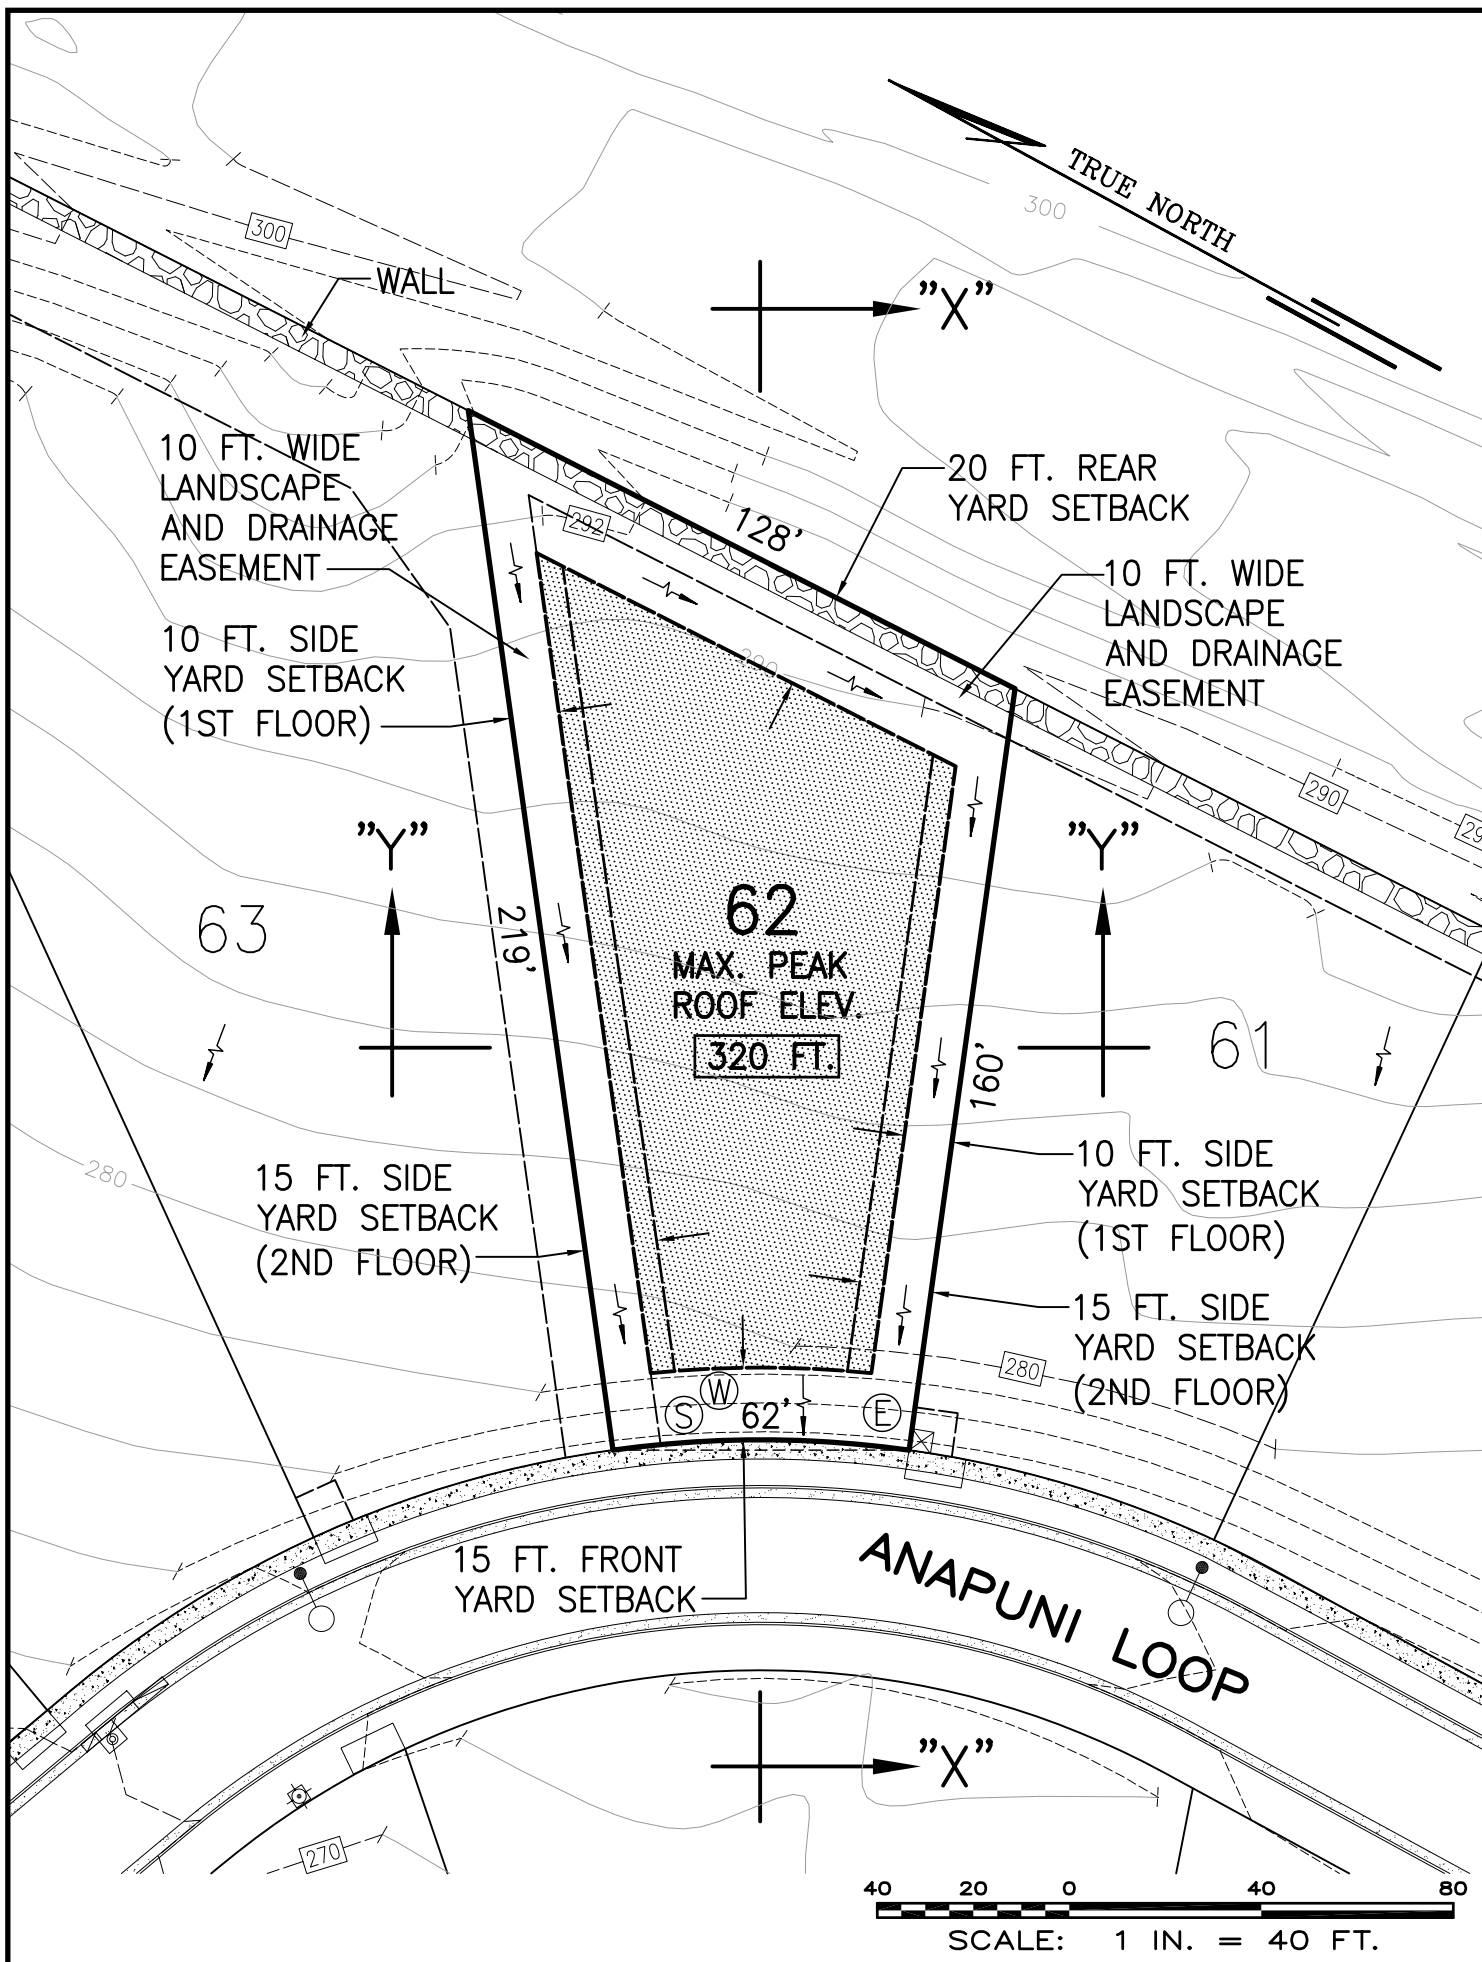 TRUE NORTH
300
300
WALL
"X"
10 FT. WIDE
LANDSCAPE
AND DRAINAGE
EASEMENT
20 FT. REAR
YARD SETBACK
128'
292
10 FT. WIDE
LANDSCAPE
AND DRAINAGE
EASEMENT
10 FT. SIDE
YARD SETBACK
(1ST FLOOR)
290
290
"Y"
"Y"
62
MAX. PEAK
ROOF ELEV.
320 FT.
63
219'
61
160'
280
15 FT. SIDE
YARD SETBACK
(2ND FLOOR)
10 FT. SIDE
YARD SETBACK
(1ST FLOOR)
15 FT. SIDE
YARD SETBACK
(2ND FLOOR)
280
S
W
62'
E
15 FT. FRONT
YARD SETBACK
ANAPUNI LOOP
"X"
270
40 20 0 40 80
SCALE: 1 IN. = 40 FT.